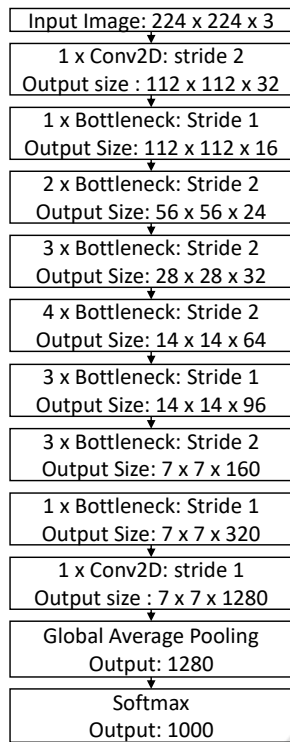 Input Image: 224 x 224 x 3
1 x Conv2D: stride 2
Output size : 112 x 112 x 32
1 x Bottleneck: Stride 1
Output Size: 112 x 112 x 16
2 x Bottleneck: Stride 2
Output Size: 56 x 56 x 24
3 x Bottleneck: Stride 2
Output Size: 28 x 28 x 32
4 x Bottleneck: Stride 2
Output Size: 14 x 14 x 64
3 x Bottleneck: Stride 1
Output Size: 14 x 14 x 96
3 x Bottleneck: Stride 2
Output Size: 7 x 7 x 160
1 x Bottleneck: Stride 1
Output Size: 7 x 7 x 320
1 x Conv2D: stride 1
Output size : 7 x 7 x 1280
Global Average Pooling
Output: 1280
Softmax
Output: 1000